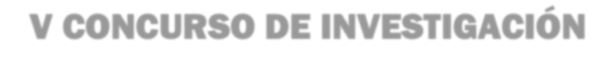 V CONCURSO DE INVESTIGACIÓN